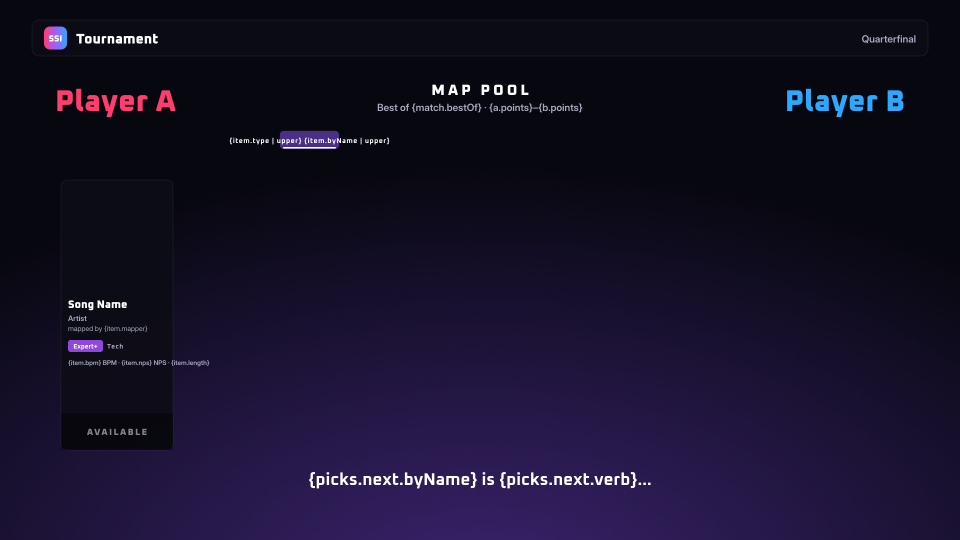 SSI Tournament
Quarterfinal
Player A
MAP POOL
Best of {match.bestOf} · {a.points}—{b.points}
Player B
{item.type | upper} {item.byName | upper}
Song Name
Artist
mapped by {item.mapper}
Expert+ Tech
{item.bpm} BPM · {item.nps} NPS · {item.length}
AVAILABLE
{picks.next.byName} is {picks.next.verb}...